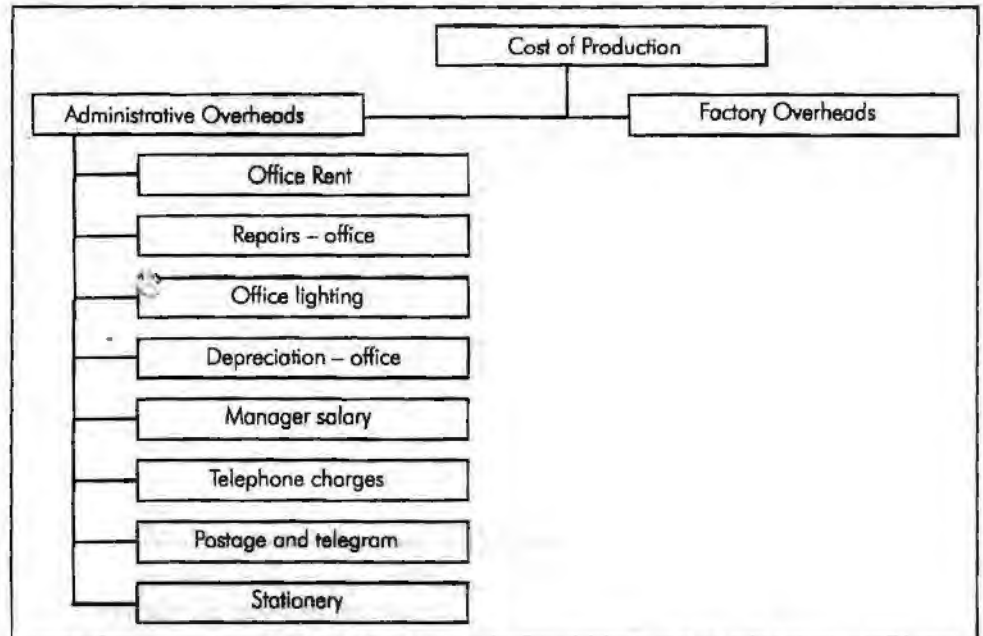 Cost of Production
Administrative Overheads
Factory Overheads
Office Rent
Repairs – office
Office lighting
Depreciation – office
Manager salary
Telephone charges
Postage and telegram
Stationery